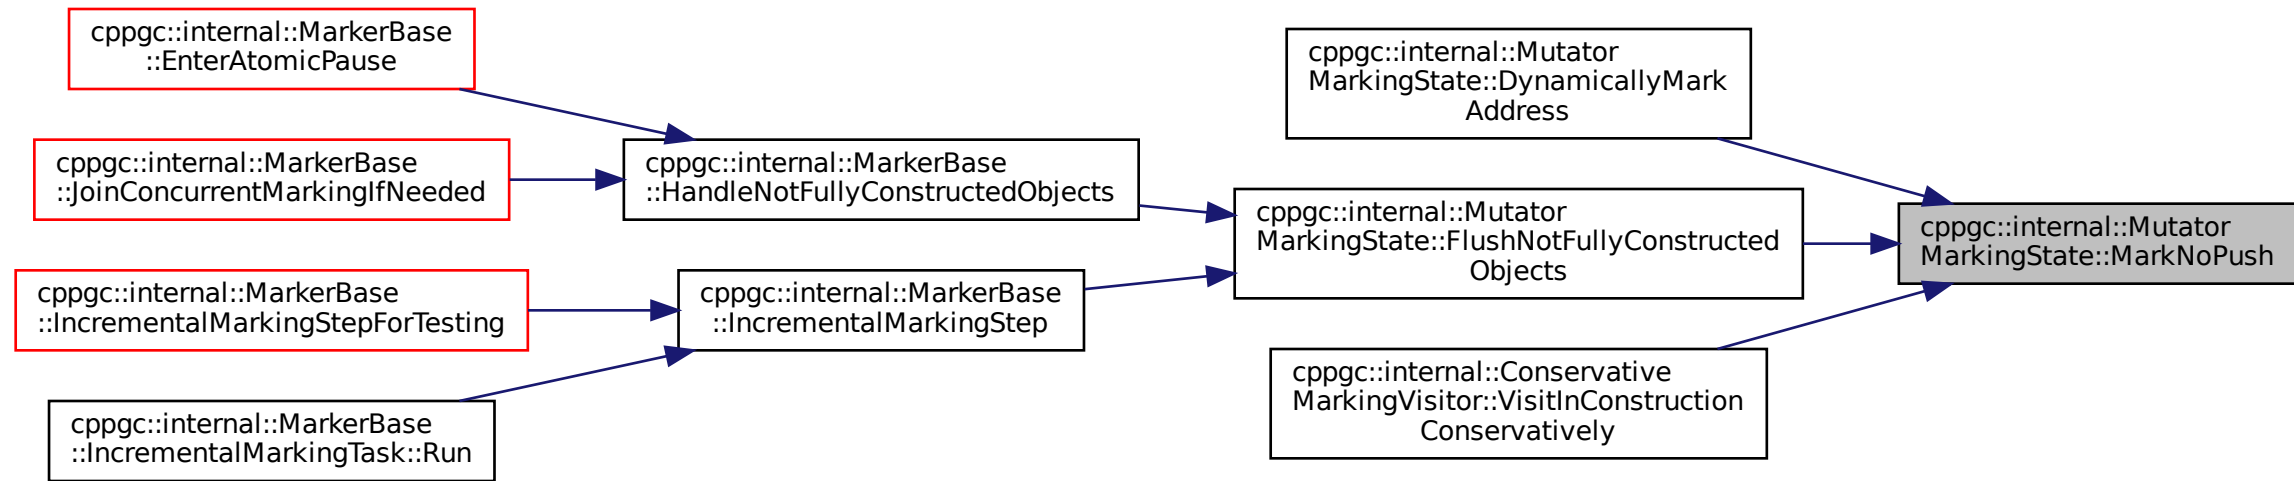 cppgc::internal::MarkerBase
::EnterAtomicPause
cppgc::internal::MarkerBase
::JoinConcurrentMarkingIfNeeded
cppgc::internal::MarkerBase
::IncrementalMarkingStepForTesting
cppgc::internal::MarkerBase
::IncrementalMarkingTask::Run
cppgc::internal::MarkerBase
::HandleNotFullyConstructedObjects
cppgc::internal::MarkerBase
::IncrementalMarkingStep
cppgc::internal::Mutator
MarkingState::DynamicallyMark
Address
cppgc::internal::Mutator
MarkingState::FlushNotFullyConstructed
Objects
cppgc::internal::Conservative
MarkingVisitor::VisitInConstruction
Conservatively
cppgc::internal::Mutator
MarkingState::MarkNoPush